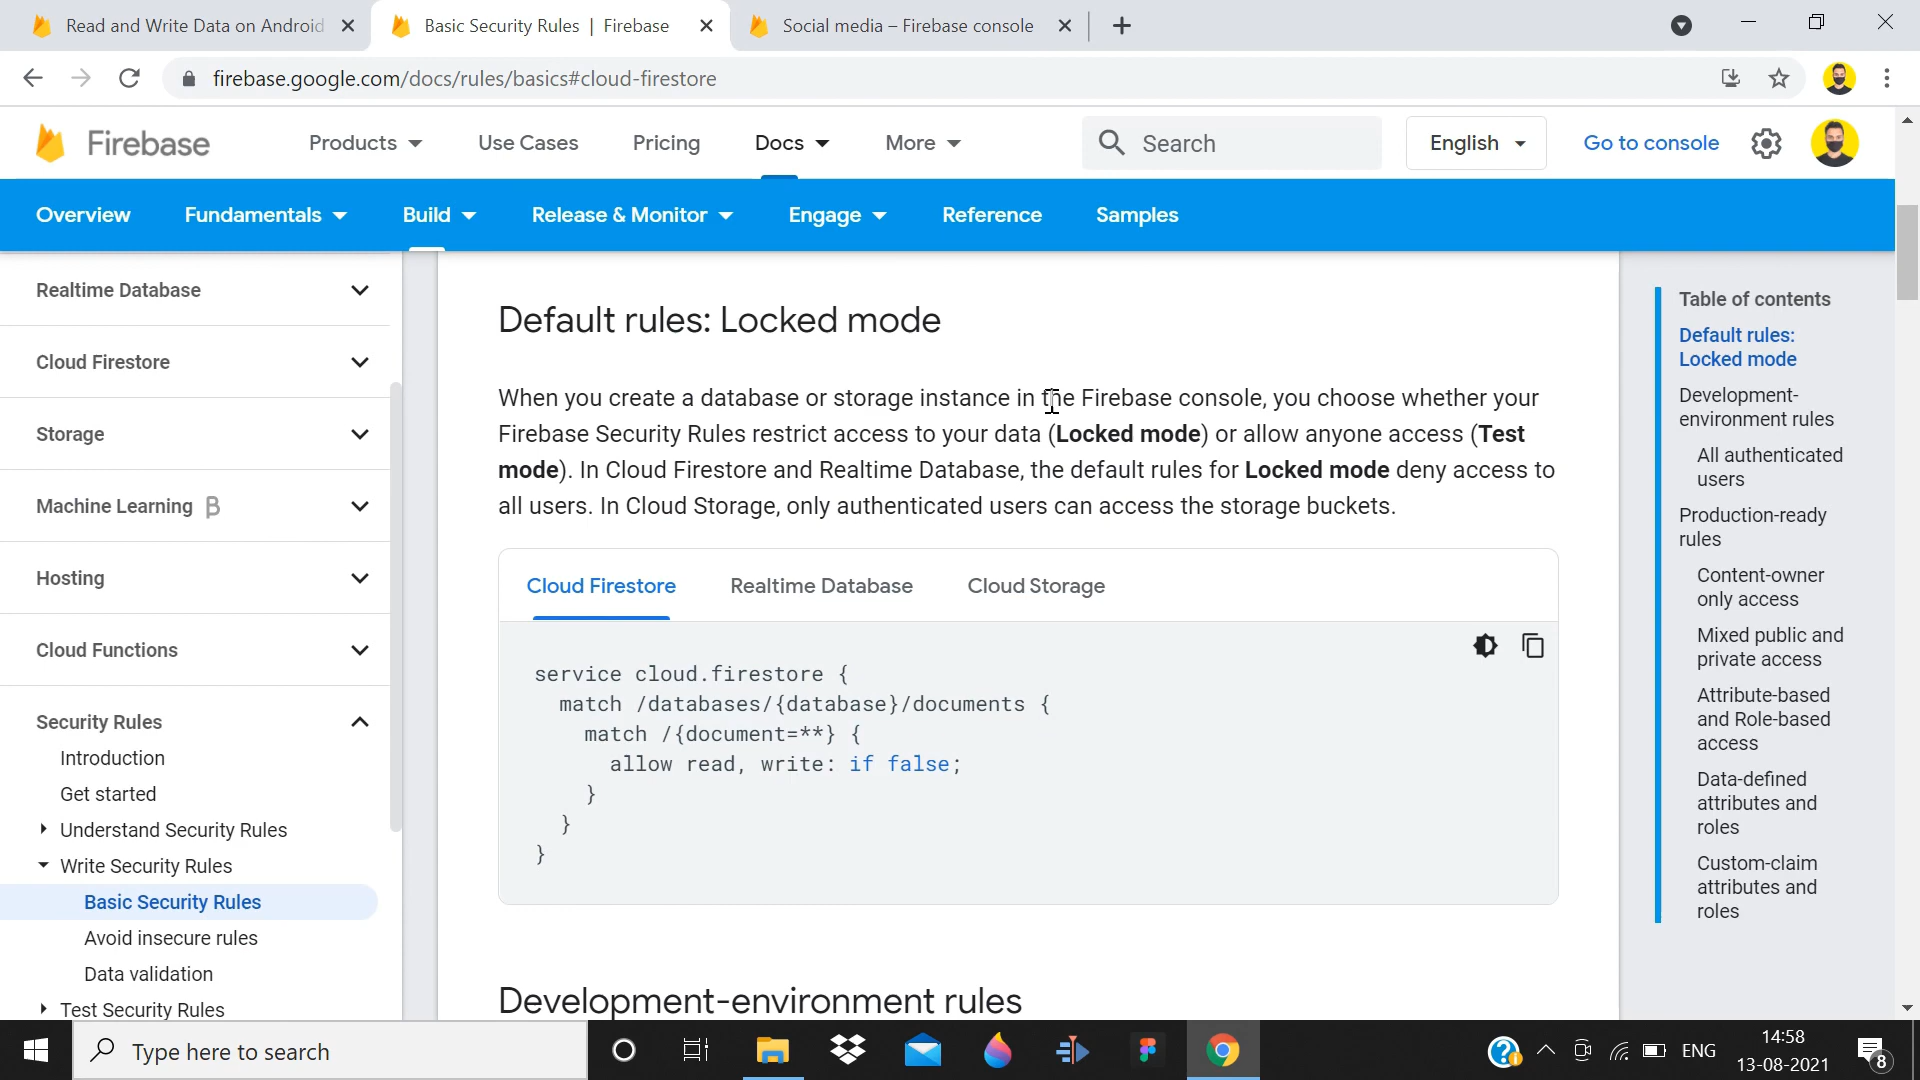 Read and Write Data on Android
Basic Security Rules | Firebase
Social media – Firebase console
firebase.google.com/docs/rules/basics#cloud-firestore
Firebase
Products
Use Cases
Pricing
Docs
More
Search
English
Go to console
Overview
Fundamentals
Build
Release & Monitor
Engage
Reference
Samples
Realtime Database
Cloud Firestore
Storage
Machine Learning β
Hosting
Cloud Functions
Security Rules
Introduction
Get started
Understand Security Rules
Write Security Rules
Basic Security Rules
Avoid insecure rules
Data validation
Test Security Rules
Default rules: Locked mode
When you create a database or storage instance in the Firebase console, you choose whether your
Firebase Security Rules restrict access to your data (Locked mode) or allow anyone access (Test
mode). In Cloud Firestore and Realtime Database, the default rules for Locked mode deny access to
all users. In Cloud Storage, only authenticated users can access the storage buckets.
Cloud Firestore
Realtime Database
Cloud Storage
service cloud.firestore {
match /databases/{database}/documents {
match /{document=**} {
allow read, write: if false;
}
}
}
Development-environment rules
Table of contents
Default rules:
Locked mode
Development-
environment rules
All authenticated
users
Production-ready
rules
Content-owner
only access
Mixed public and
private access
Attribute-based
and Role-based
access
Data-defined
attributes and
roles
Custom-claim
attributes and
roles
Type here to search
ENG
14:58
13-08-2021
8